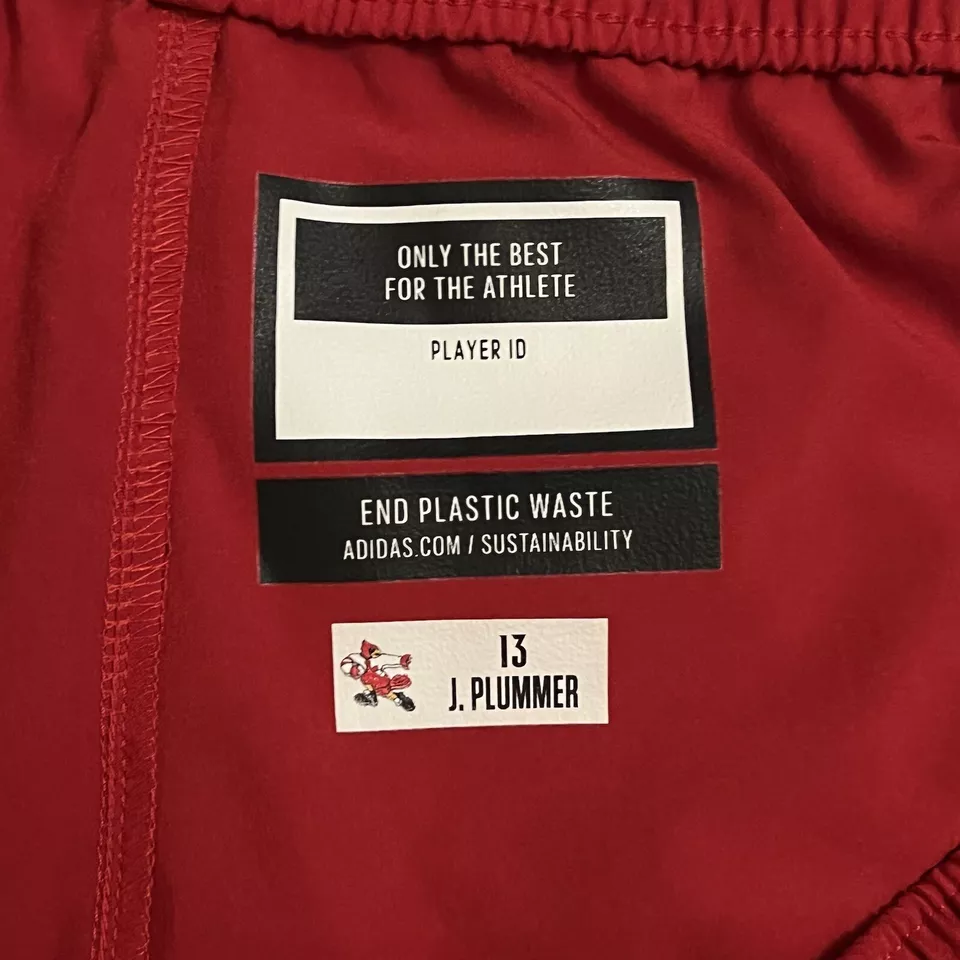 ONLY THE BEST
FOR THE ATHLETE
PLAYER ID
END PLASTIC WASTE
ADIDAS.COM / SUSTAINABILITY
13
J. PLUMMER